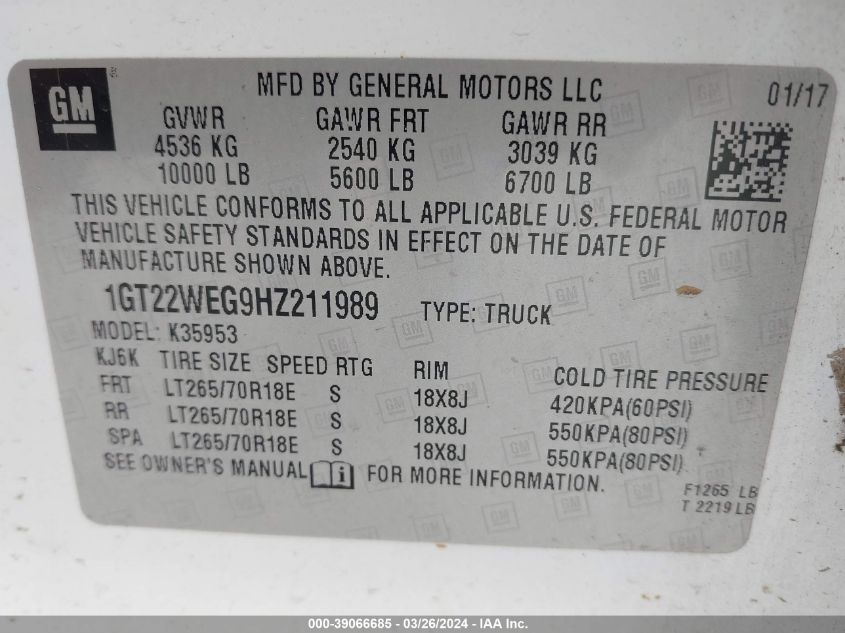 GM
MFD BY GENERAL MOTORS LLC
01/17
GVWR GAWR FRT GAWR RR
4536 KG 2540 KG 3039 KG
10000 LB 5600 LB 6700 LB
THIS VEHICLE CONFORMS TO ALL APPLICABLE U.S. FEDERAL MOTOR
VEHICLE SAFETY STANDARDS IN EFFECT ON THE DATE OF
MANUFACTURE SHOWN ABOVE.
1GT22WEG9HZ211989 TYPE: TRUCK
MODEL: K35953
KJ6K TIRE SIZE SPEED RTG RIM COLD TIRE PRESSURE
FRT LT265/70R18E S 18X8J 420KPA(60PSI)
RR LT265/70R18E S 18X8J 550KPA(80PSI)
SPA LT265/70R18E S 18X8J 550KPA(80PSI)
SEE OWNER'S MANUAL i FOR MORE INFORMATION.
F1265 LB
T 2219LB
000-39066685 - 03/26/2024 - IAA Inc.